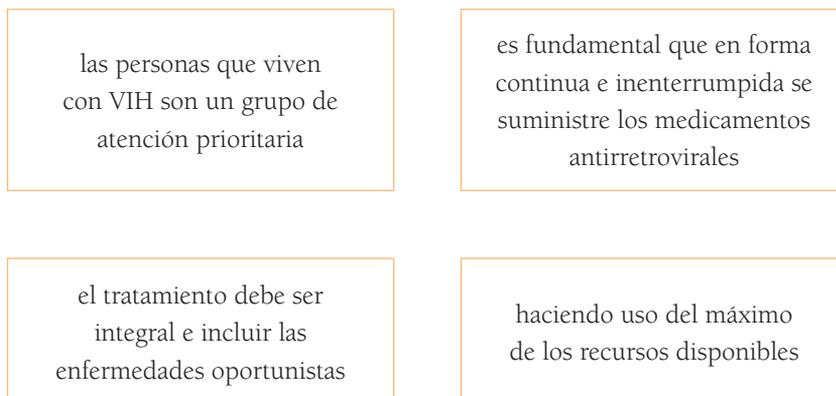 las personas que viven
con VIH son un grupo de
atención prioritaria
es fundamental que en forma
continua e inenterrumpida se
suministre los medicamentos
antirretrovirales
el tratamiento debe ser
integral e incluir las
enfermedades oportunistas
haciendo uso del máximo
de los recursos disponibles